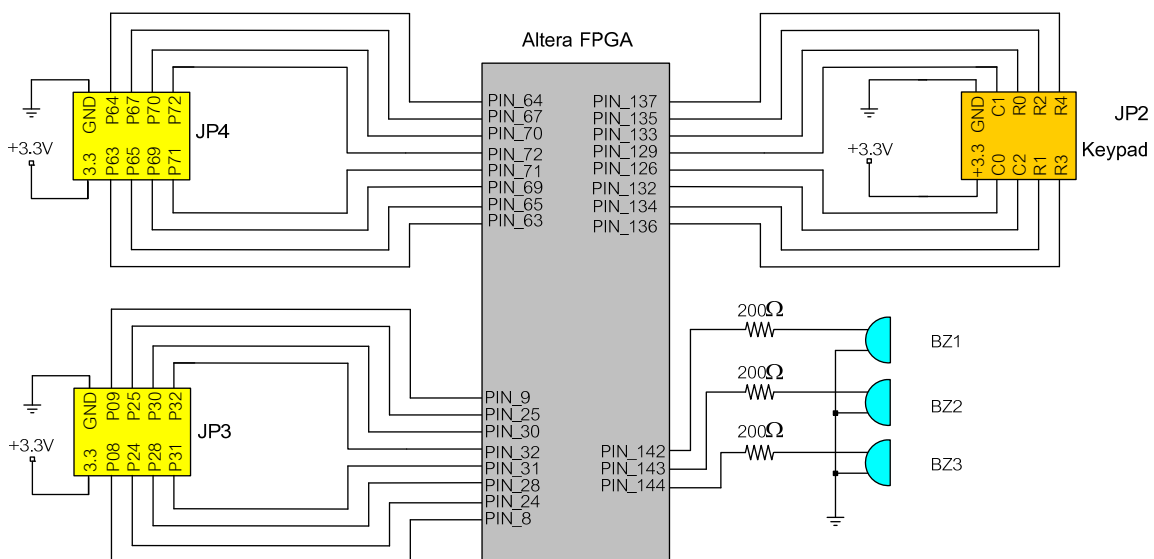 Altera FPGA
GND P64 P67 P70 P72
3.3 P63 P65 P69 P71
+3.3V
JP4
PIN_64
PIN_67
PIN_70
PIN_72
PIN_71
PIN_69
PIN_65
PIN_63
PIN_137
PIN_135
PIN_133
PIN_129
PIN_126
PIN_132
PIN_134
PIN_136
+3.3V
GND C1 R0 R2 R4
+3.3 C0 C2 R1 R3
JP2
Keypad
GND P09 P25 P30 P32
3.3 P08 P24 P28 P31
+3.3V
JP3
PIN_9
PIN_25
PIN_30
PIN_32
PIN_31
PIN_28
PIN_24
PIN_8
PIN_142
PIN_143
PIN_144
200Ω
BZ1
200Ω
BZ2
200Ω
BZ3